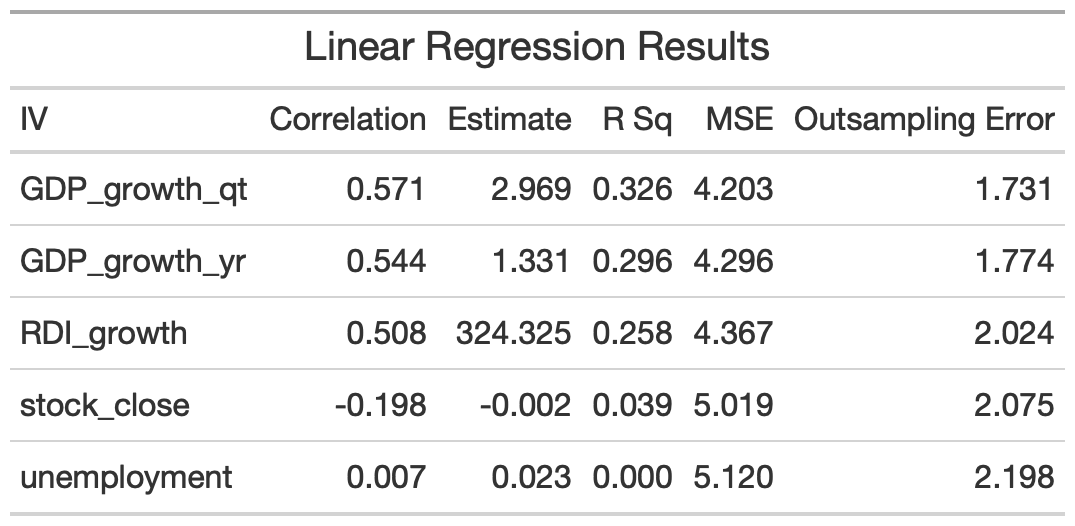 Linear Regression Results
IV Correlation Estimate R Sq MSE Outsampling Error
GDP_growth_qt 0.571 2.969 0.326 4.203 1.731
GDP_growth_yr 0.544 1.331 0.296 4.296 1.774
RDI_growth 0.508 324.325 0.258 4.367 2.024
stock_close -0.198 -0.002 0.039 5.019 2.075
unemployment 0.007 0.023 0.000 5.120 2.198